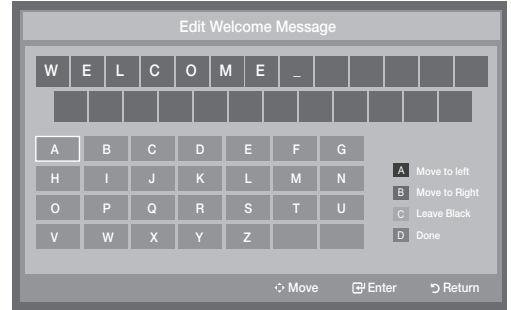 Edit Welcome Message
W E L C O M E _
A B C D E F G
H I J K L M N
O P Q R S T U
V W X Y Z
A Move to left
B Move to Right
C Leave Black
D Done
Move Enter Return